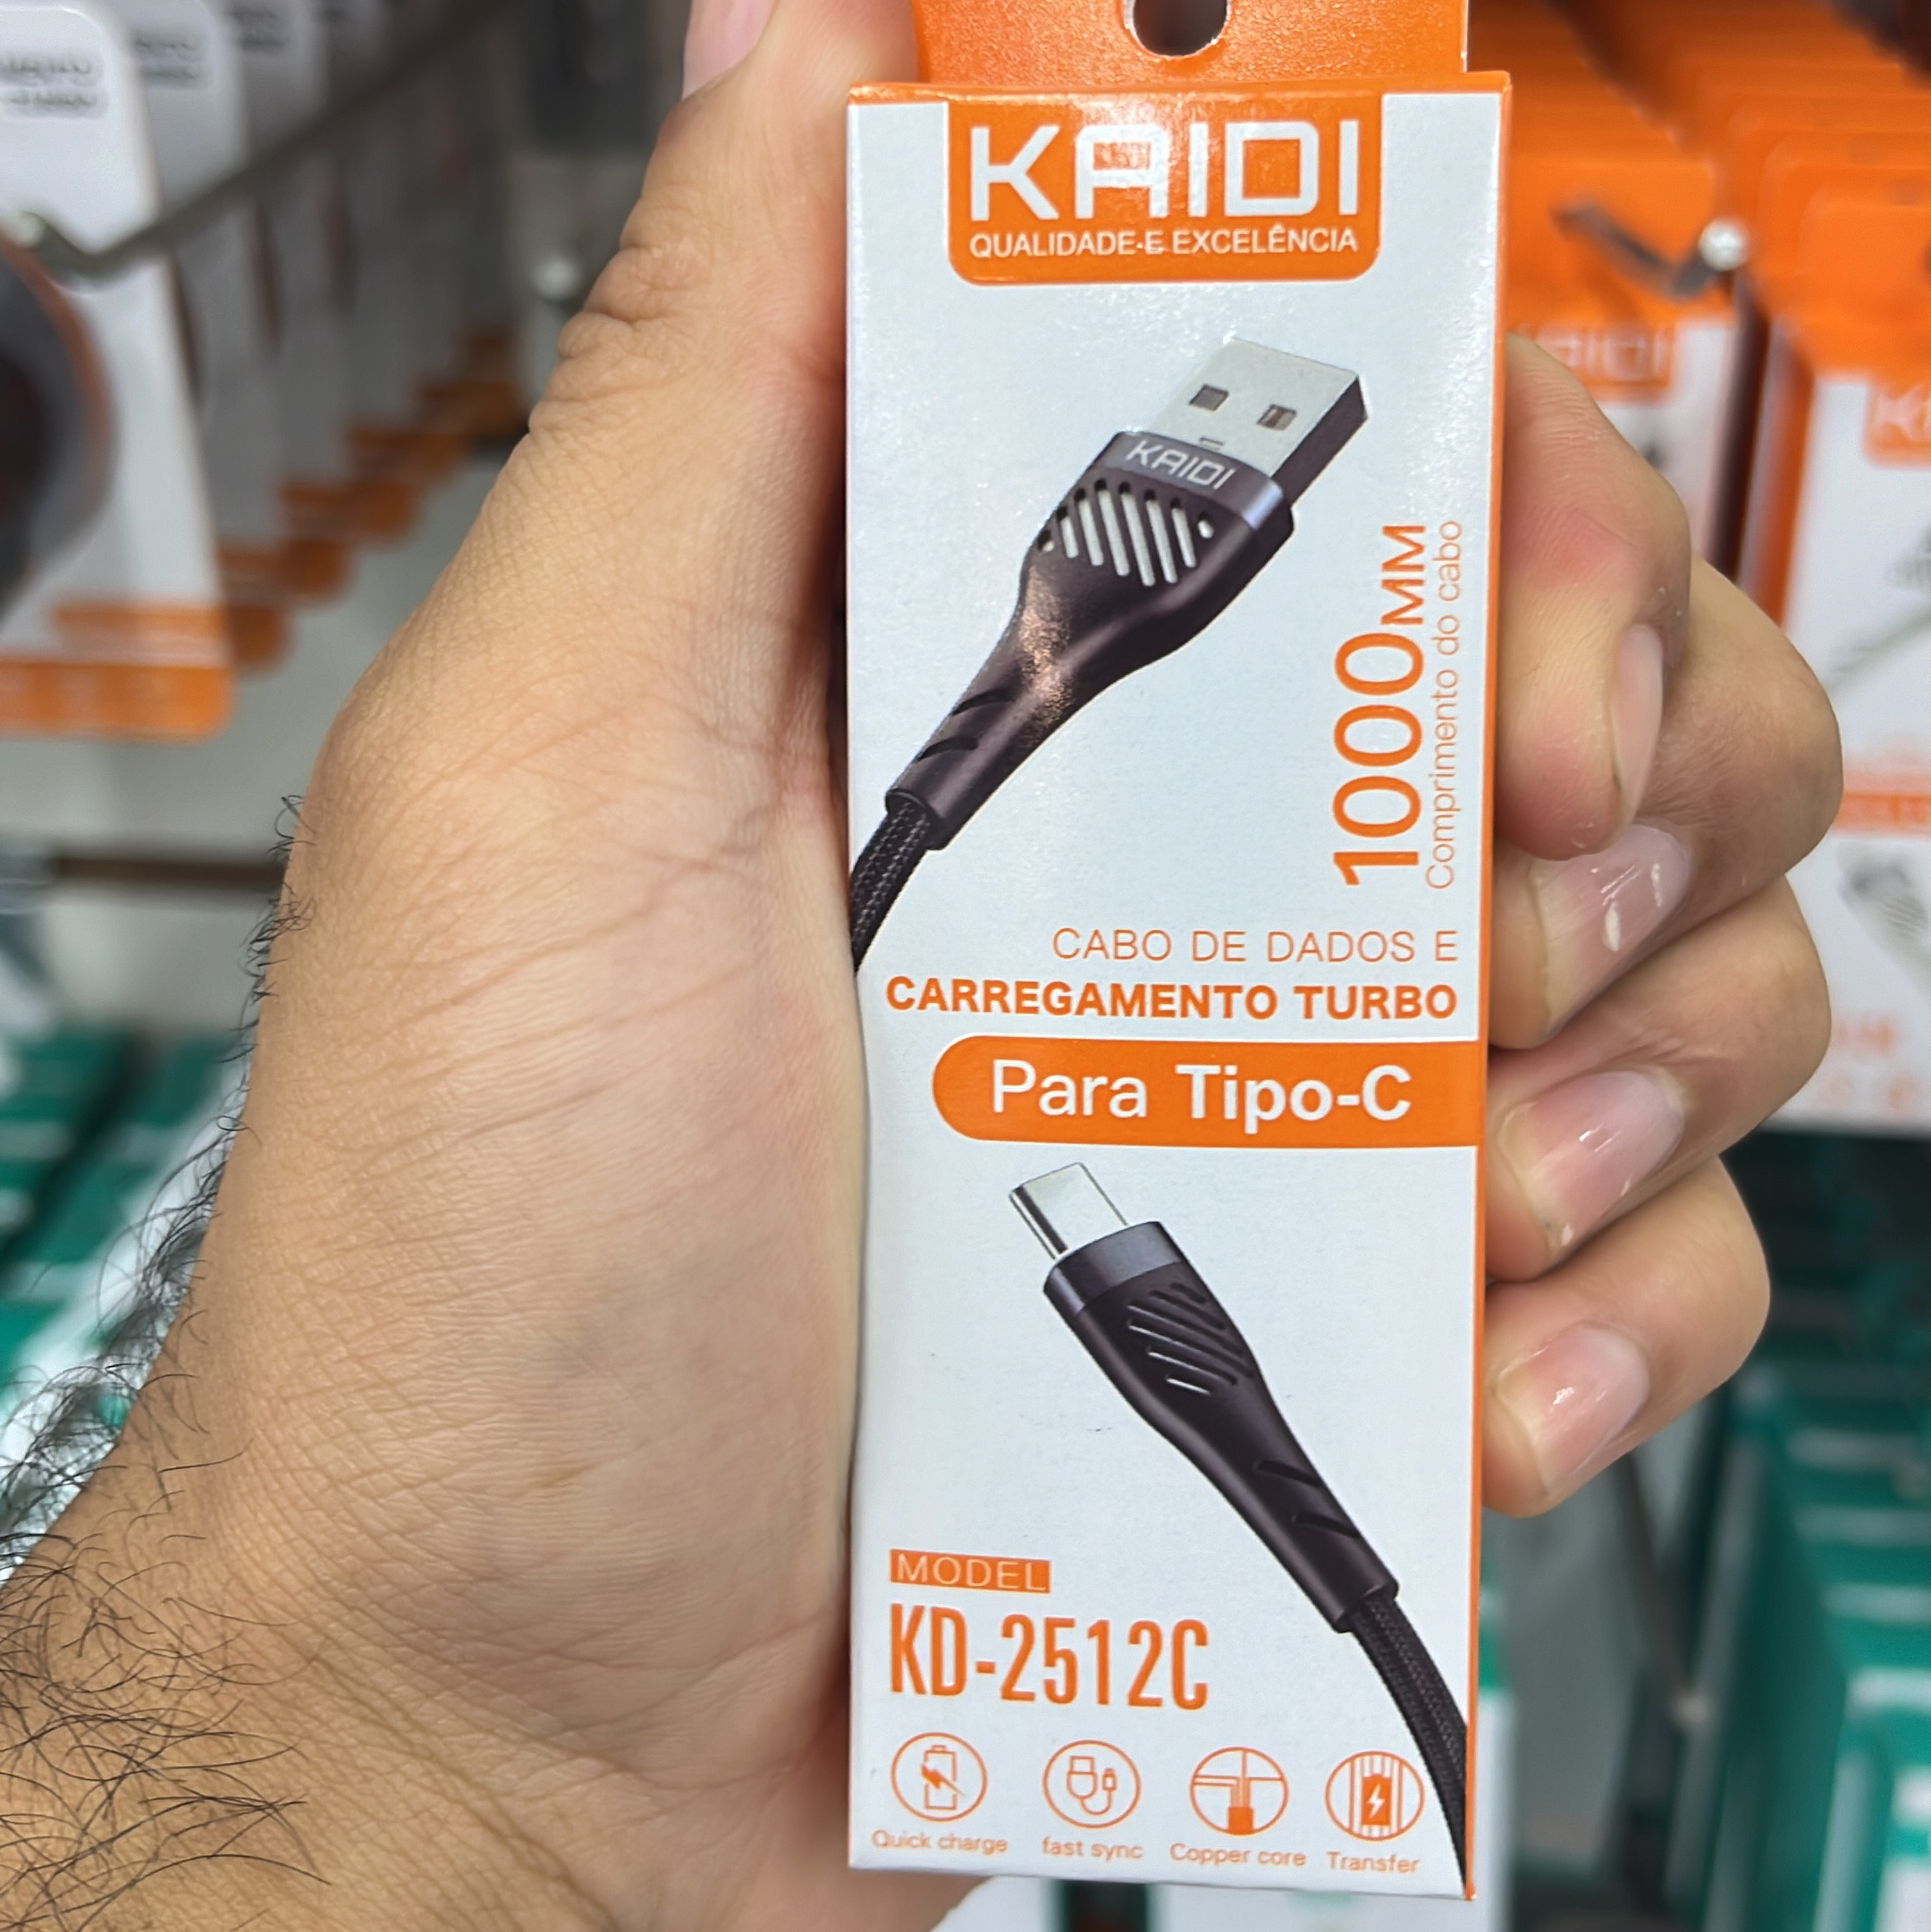 KAIDI
QUALIDADE E EXCELÊNCIA
KAIDI
1000MM
Comprimento do cabo
CABO DE DADOS E
CARREGAMENTO TURBO
Para Tipo-C
MODEL
KD-2512C
Quick charge
fast sync
Copper core
Transfer
KAIDI